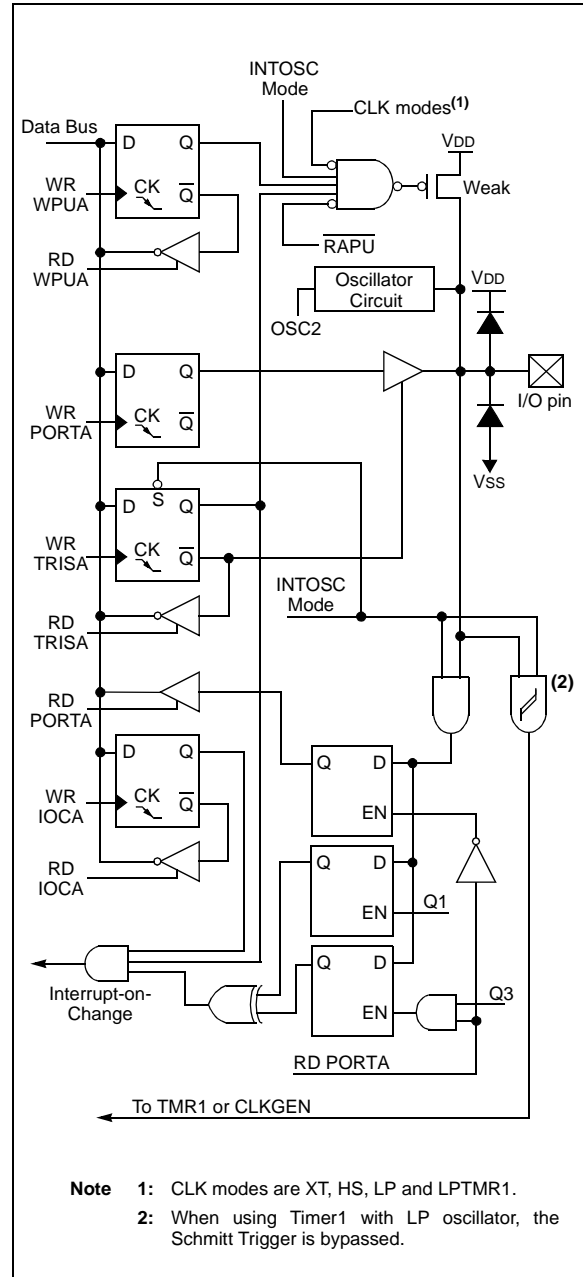 INTOSC
Mode
CLK modes(1)
Data Bus
D Q
VDD
WR
WPUA
CK
Q
Weak
RD
WPUA
RAPU
Oscillator
Circuit
VDD
OSC2
D Q
WR
PORTA
CK
Q
I/O pin
VSS
D S Q
WR
TRISA
CK
Q
INTOSC
Mode
RD
TRISA
(2)
RD
PORTA
D Q
Q D
WR
IOCA
CK
Q
EN
RD
IOCA
Q D
EN
Q1
Q D
Interrupt-on-
Change
EN
Q3
RD PORTA
To TMR1 or CLKGEN
Note 1: CLK modes are XT, HS, LP and LPTMR1.
2: When using Timer1 with LP oscillator, the
Schmitt Trigger is bypassed.